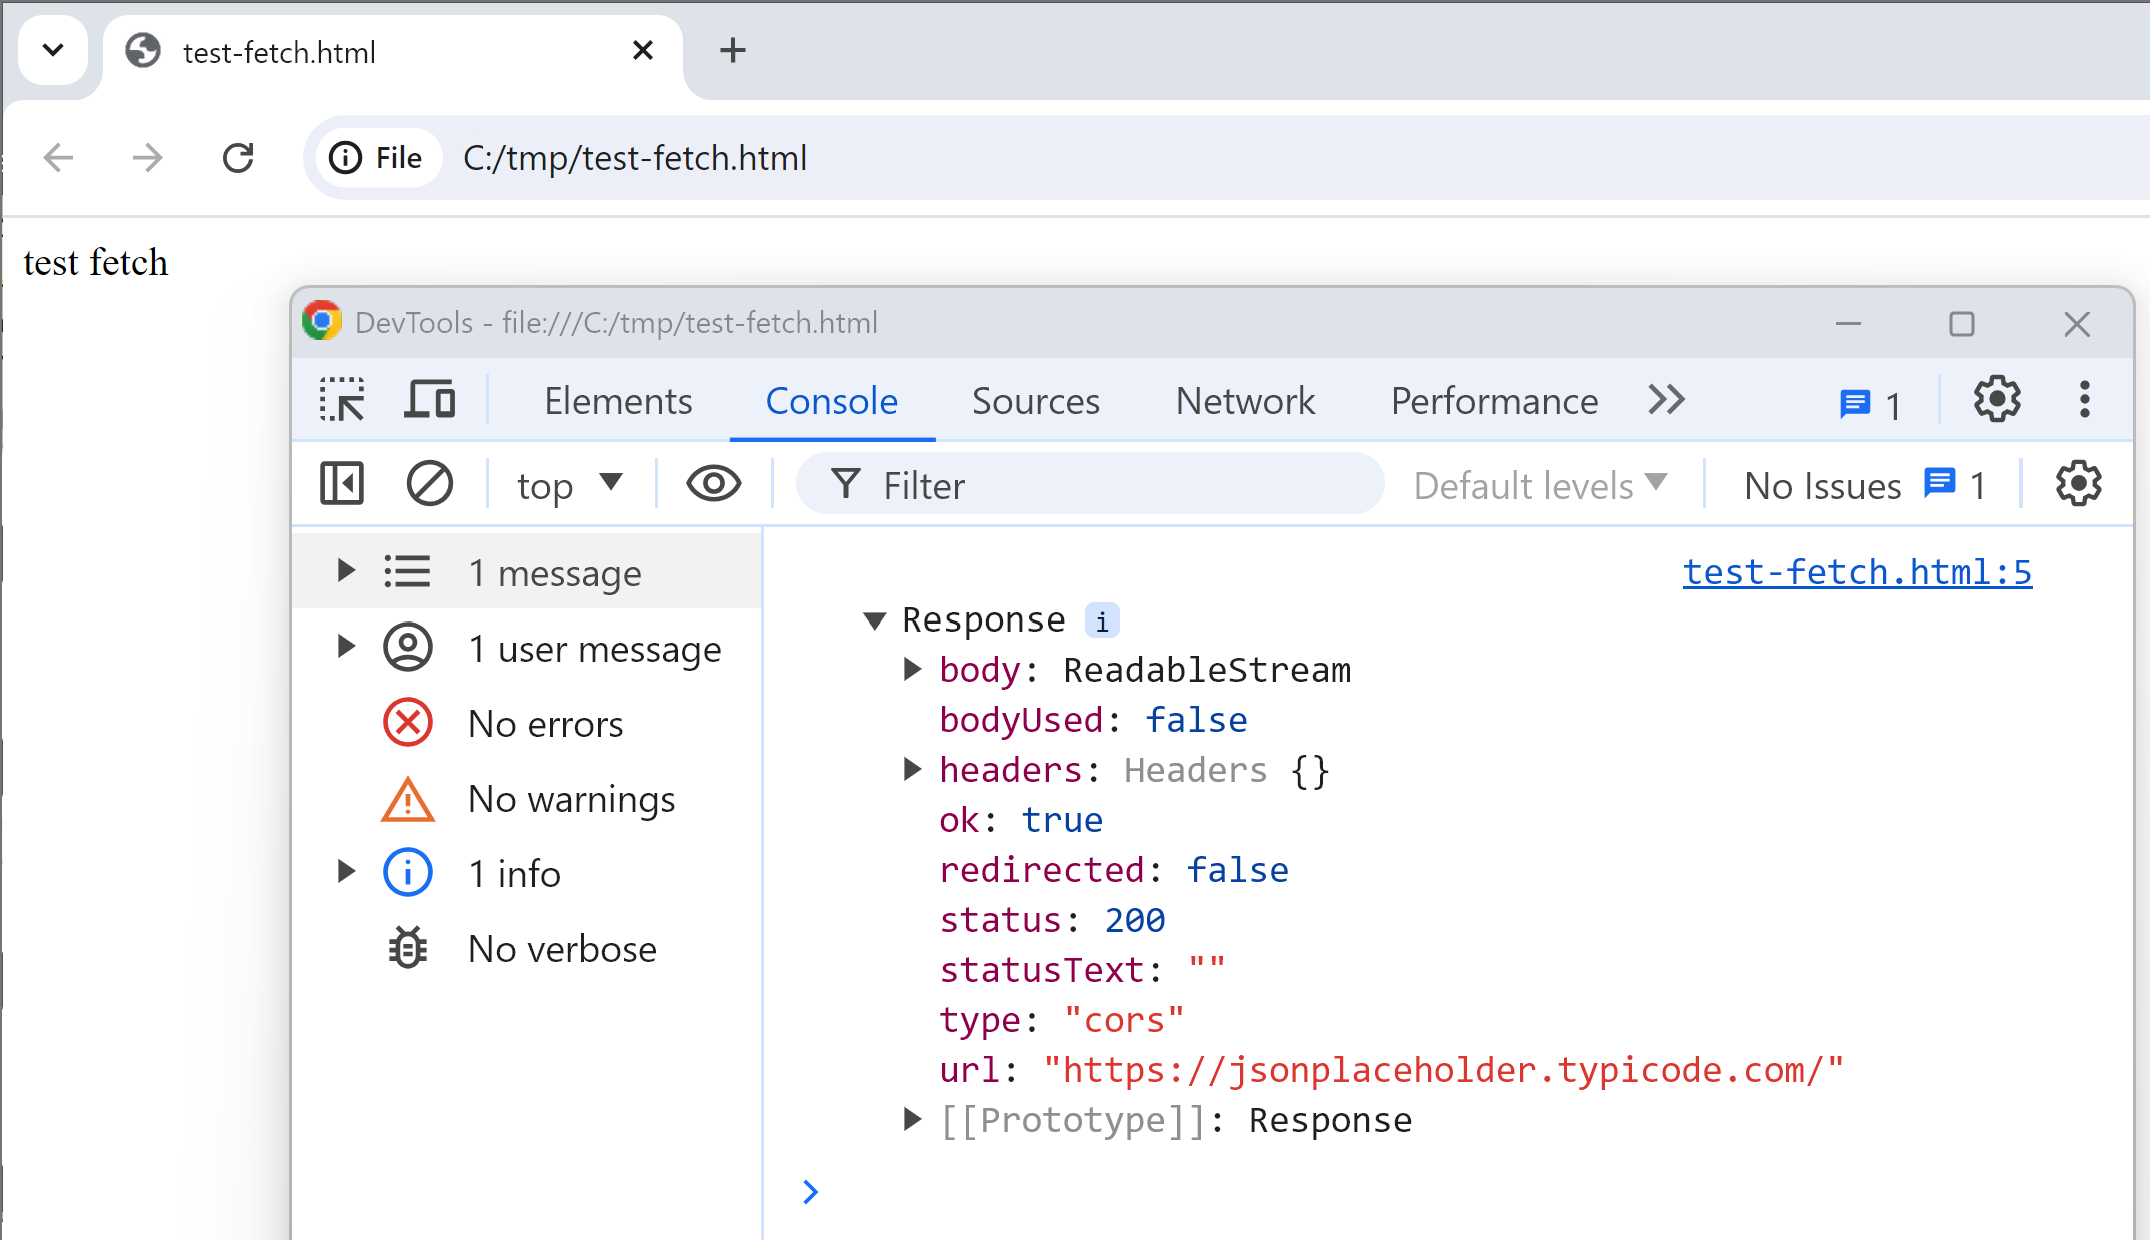 test-fetch.html
File C:/tmp/test-fetch.html
test fetch
DevTools - file:///C:/tmp/test-fetch.html
Elements Console Sources Network Performance 1
top Filter Default levels No Issues 1
1 message
1 user message
No errors
No warnings
1 info
No verbose
test-fetch.html:5
Response i
body: ReadableStream
bodyUsed: false
headers: Headers {}
ok: true
redirected: false
status: 200
statusText: ""
type: "cors"
url: "https://jsonplaceholder.typicode.com/"
[[Prototype]]: Response